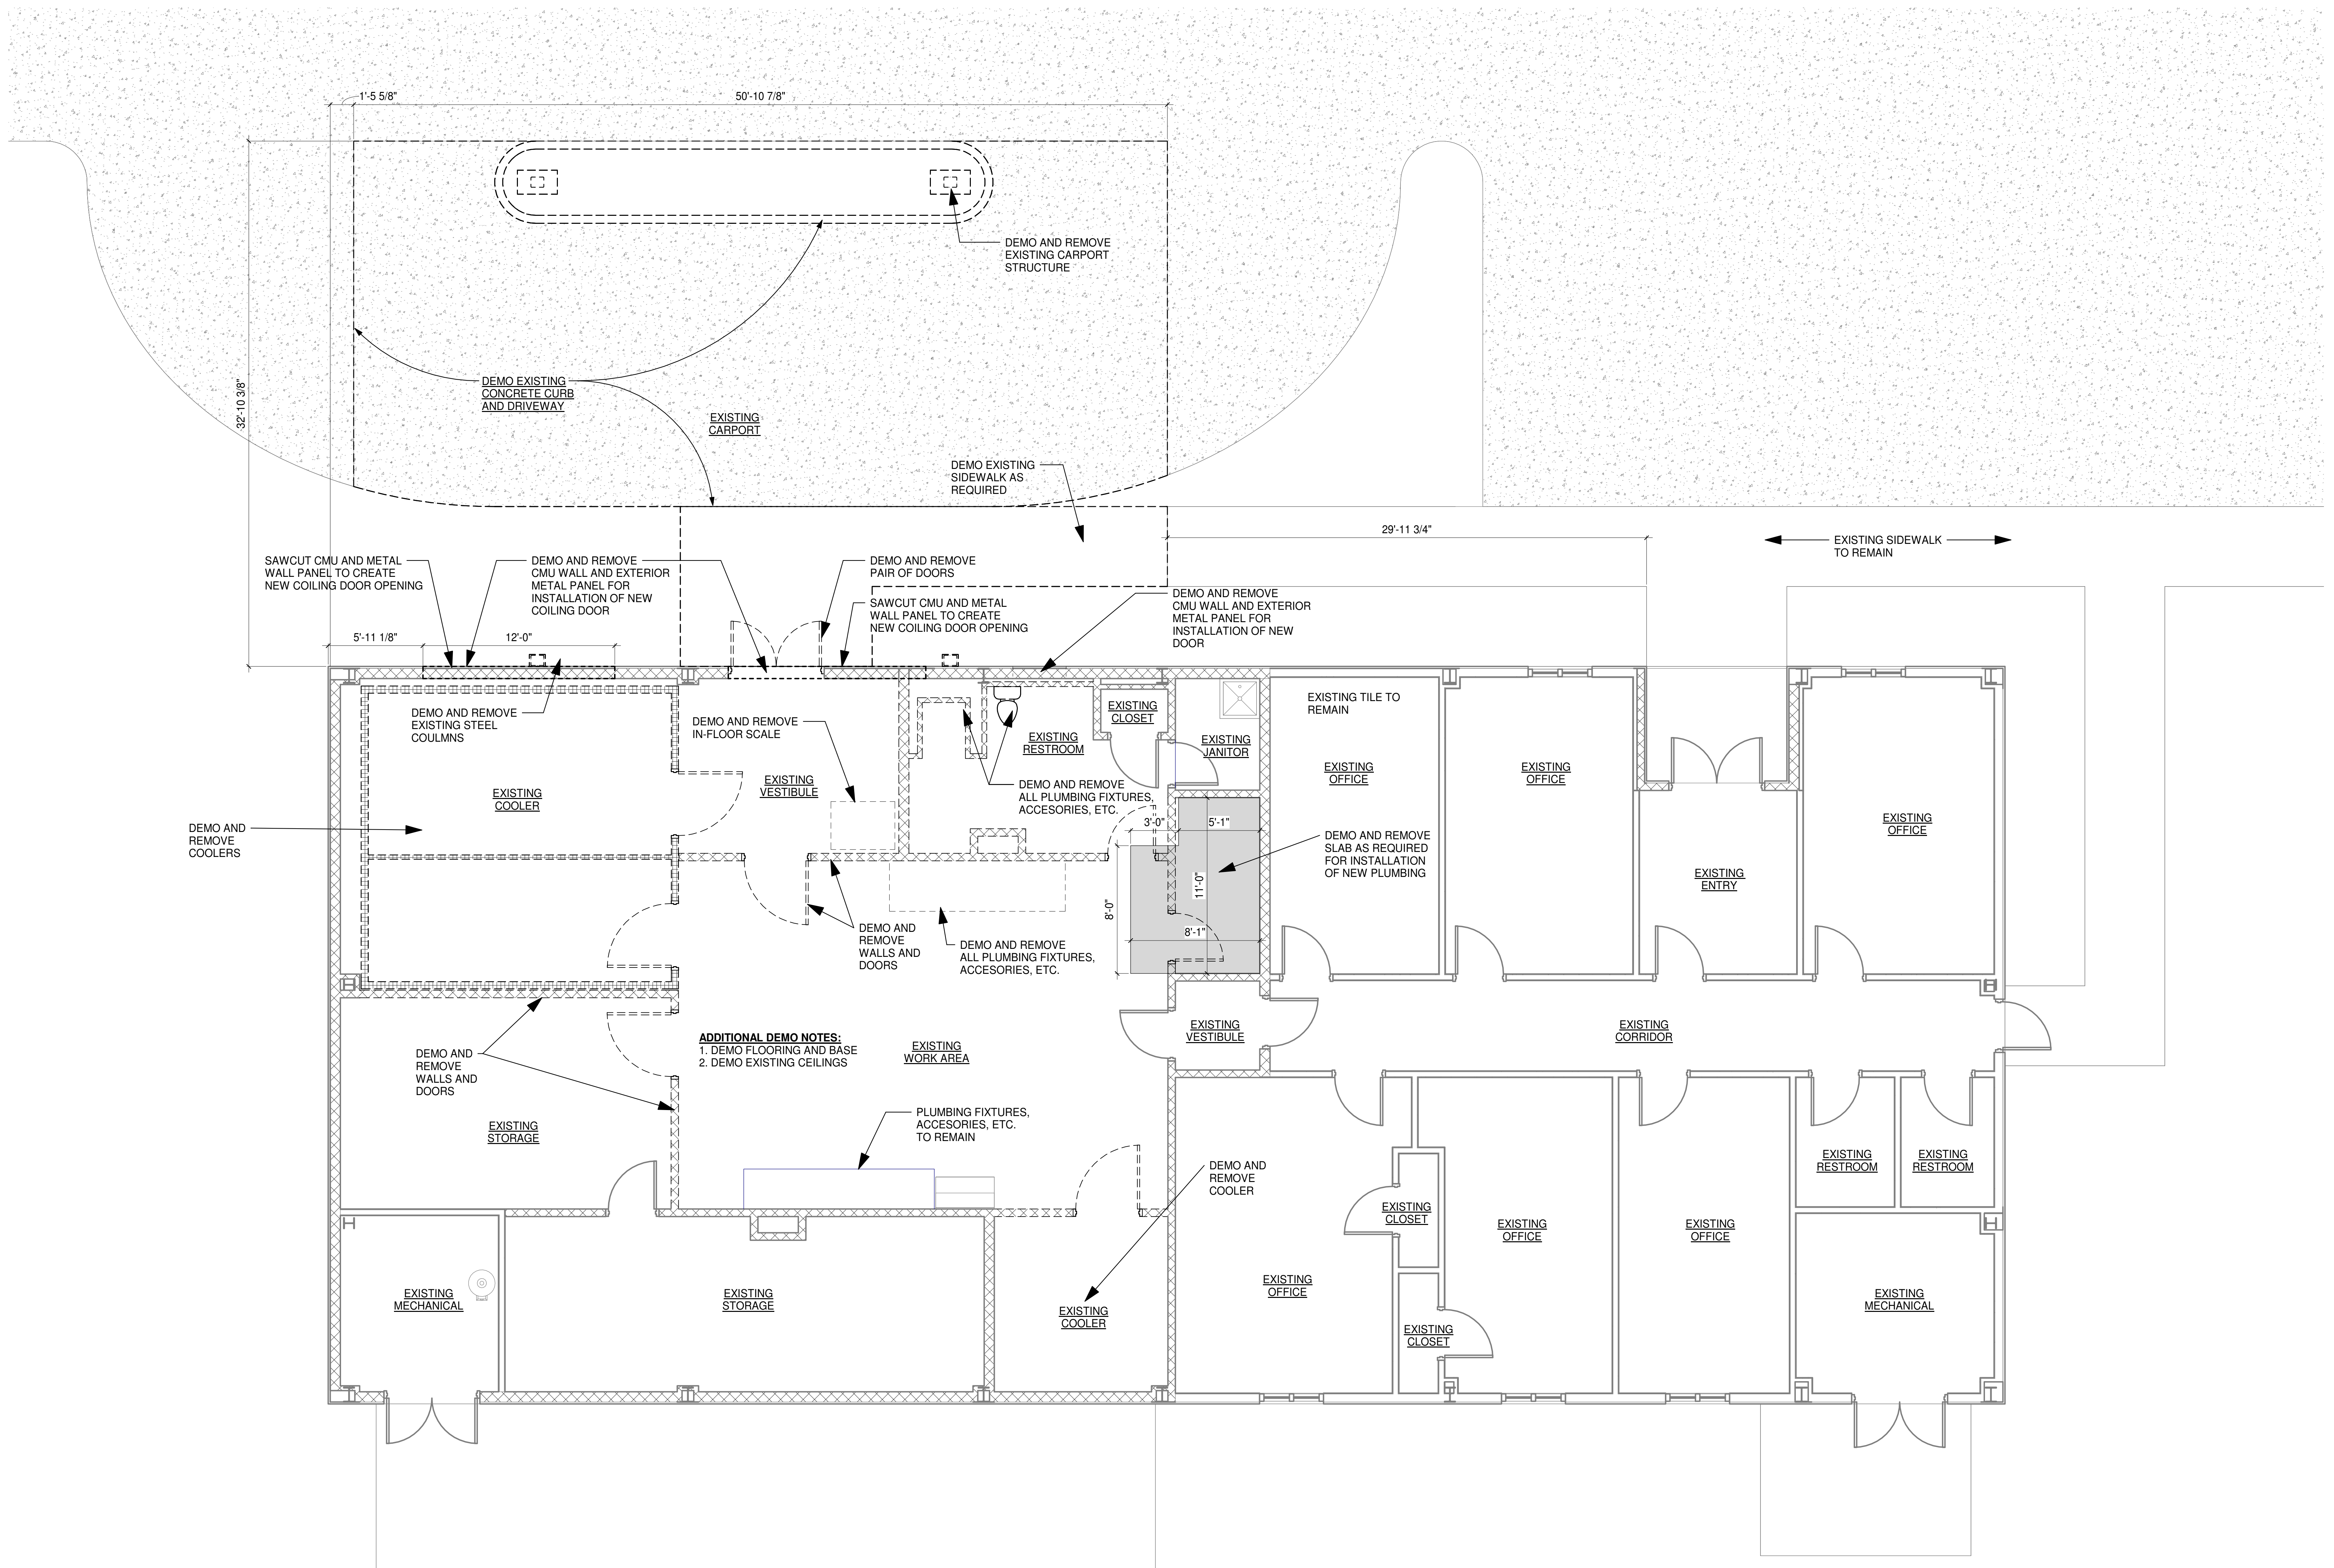 1'-5 5/8"
50'-10 7/8"
32'-10 3/8"
DEMO AND REMOVE
EXISTING CARPORT
STRUCTURE
DEMO EXISTING
CONCRETE CURB
AND DRIVEWAY
EXISTING
CARPORT
DEMO EXISTING
SIDEWALK AS
REQUIRED
29'-11 3/4"
EXISTING SIDEWALK
TO REMAIN
SAWCUT CMU AND METAL
WALL PANEL TO CREATE
NEW COILING DOOR OPENING
DEMO AND REMOVE
CMU WALL AND EXTERIOR
METAL PANEL FOR
INSTALLATION OF NEW
COILING DOOR
DEMO AND REMOVE
PAIR OF DOORS
SAWCUT CMU AND METAL
WALL PANEL TO CREATE
NEW COILING DOOR OPENING
DEMO AND REMOVE
CMU WALL AND EXTERIOR
METAL PANEL FOR
INSTALLATION OF NEW
DOOR
5'-11 1/8"
12'-0"
DEMO AND REMOVE
EXISTING STEEL
COULMNS
DEMO AND REMOVE
IN-FLOOR SCALE
EXISTING
CLOSET
EXISTING
RESTROOM
EXISTING
JANITOR
EXISTING TILE TO
REMAIN
EXISTING
OFFICE
EXISTING
OFFICE
EXISTING
OFFICE
EXISTING
COOLER
EXISTING
VESTIBULE
DEMO AND REMOVE
ALL PLUMBING FIXTURES,
ACCESORIES, ETC.
DEMO AND
REMOVE
COOLERS
3'-0"
5'-1"
11'-0"
8'-0"
8'-1"
DEMO AND REMOVE
SLAB AS REQUIRED
FOR INSTALLATION
OF NEW PLUMBING
EXISTING
ENTRY
DEMO AND
REMOVE
WALLS AND
DOORS
DEMO AND REMOVE
ALL PLUMBING FIXTURES,
ACCESORIES, ETC.
ADDITIONAL DEMO NOTES:
1. DEMO FLOORING AND BASE
2. DEMO EXISTING CEILINGS
EXISTING
WORK AREA
EXISTING
VESTIBULE
EXISTING
CORRIDOR
DEMO AND
REMOVE
WALLS AND
DOORS
EXISTING
STORAGE
PLUMBING FIXTURES,
ACCESORIES, ETC.
TO REMAIN
DEMO AND
REMOVE
COOLER
EXISTING
RESTROOM
EXISTING
RESTROOM
EXISTING
CLOSET
EXISTING
OFFICE
EXISTING
OFFICE
EXISTING
OFFICE
EXISTING
MECHANICAL
EXISTING
STORAGE
EXISTING
COOLER
EXISTING
CLOSET
EXISTING
MECHANICAL